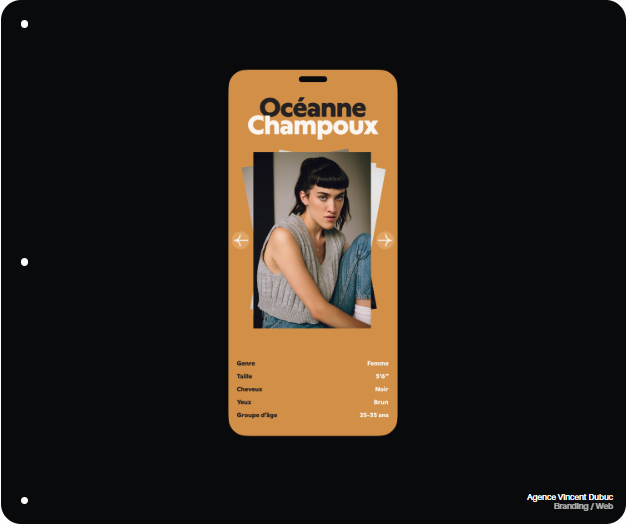 Océanne
Champoux
Genre Femme
Taille 5'6"
Cheveux Noir
Yeux Brun
Groupe d'âge 25-35 ans
Agence Vincent Dubuc
Branding / Web